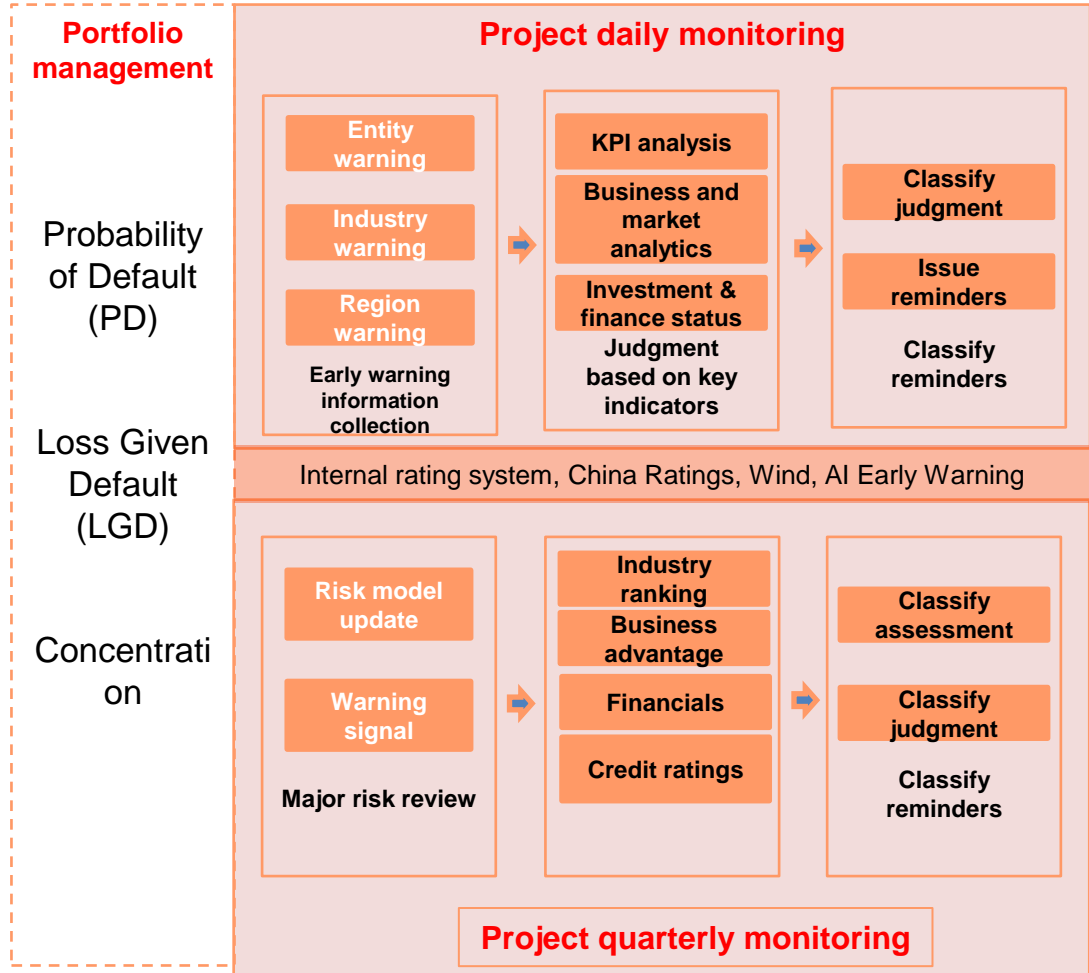 Portfolio
management
Probability
of Default
(PD)
Loss Given
Default
(LGD)
Concentrati
on
Project daily monitoring
Entity
warning
Industry
warning
Region
warning
Early warning
information
collection
KPI analysis
Business and
market
analytics
Investment &
finance status
Judgment
based on key
indicators
Classify
judgment
Issue
reminders
Classify
reminders
Internal rating system, China Ratings, Wind, AI Early Warning
Risk model
update
Warning
signal
Major risk review
Industry
ranking
Business
advantage
Financials
Credit ratings
Classify
assessment
Classify
judgment
Classify
reminders
Project quarterly monitoring